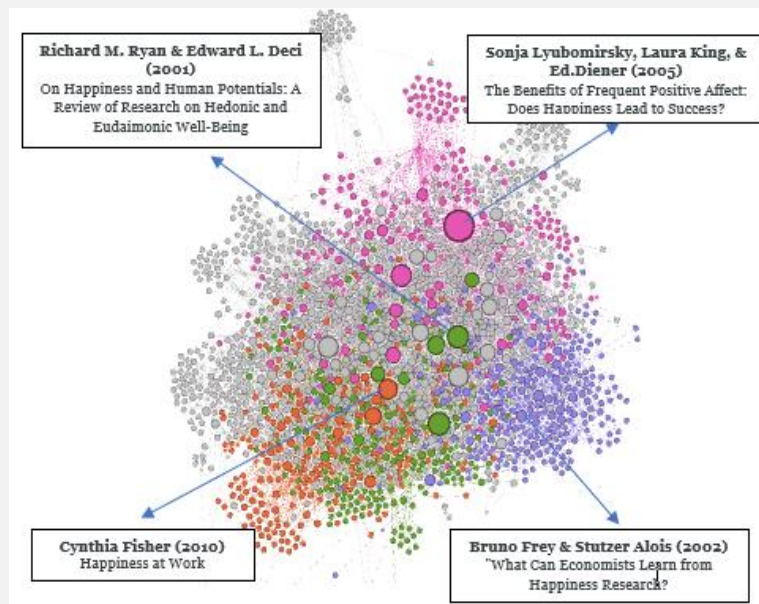 Richard M. Ryan & Edward L. Deci
(2001)
On Happiness and Human Potentials: A
Review of Research on Hedonic and
Eudaimonic Well-Being
Sonja Lyubomirsky, Laura King, &
Ed.Diener (2005)
The Benefits of Frequent Positive Affect:
Does Happiness Lead to Success?
Cynthia Fisher (2010)
Happiness at Work
Bruno Frey & Stutzer Alois (2002)
"What Can Economists Learn from
Happiness Research?